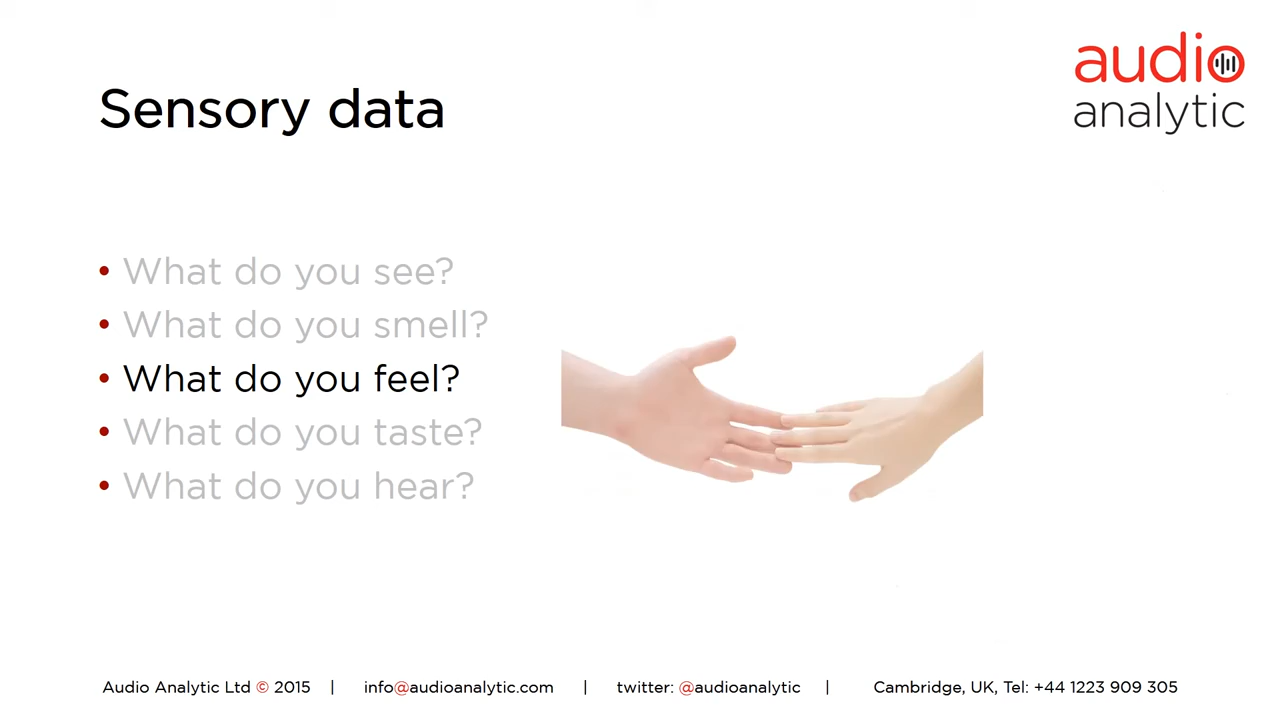 audio
analytic
Sensory data
• What do you see?
• What do you smell?
• What do you feel?
• What do you taste?
• What do you hear?
Audio Analytic Ltd © 2015 | info@audioanalytic.com | twitter: @audioanalytic | Cambridge, UK, Tel: +44 1223 909 305